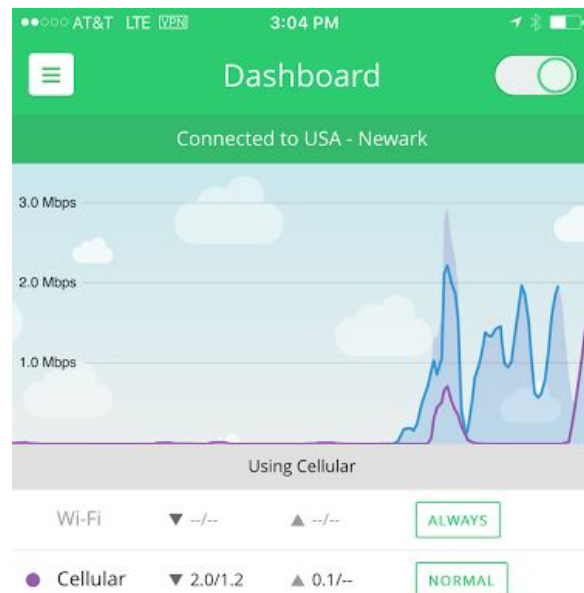 AT&T LTE VPN 3:04 PM
Dashboard
Connected to USA - Newark
3.0 Mbps
2.0 Mbps
1.0 Mbps
Using Cellular
Wi-Fi ▼ --/-- ▲ --/-- ALWAYS
Cellular ▼ 2.0/1.2 ▲ 0.1/-- NORMAL